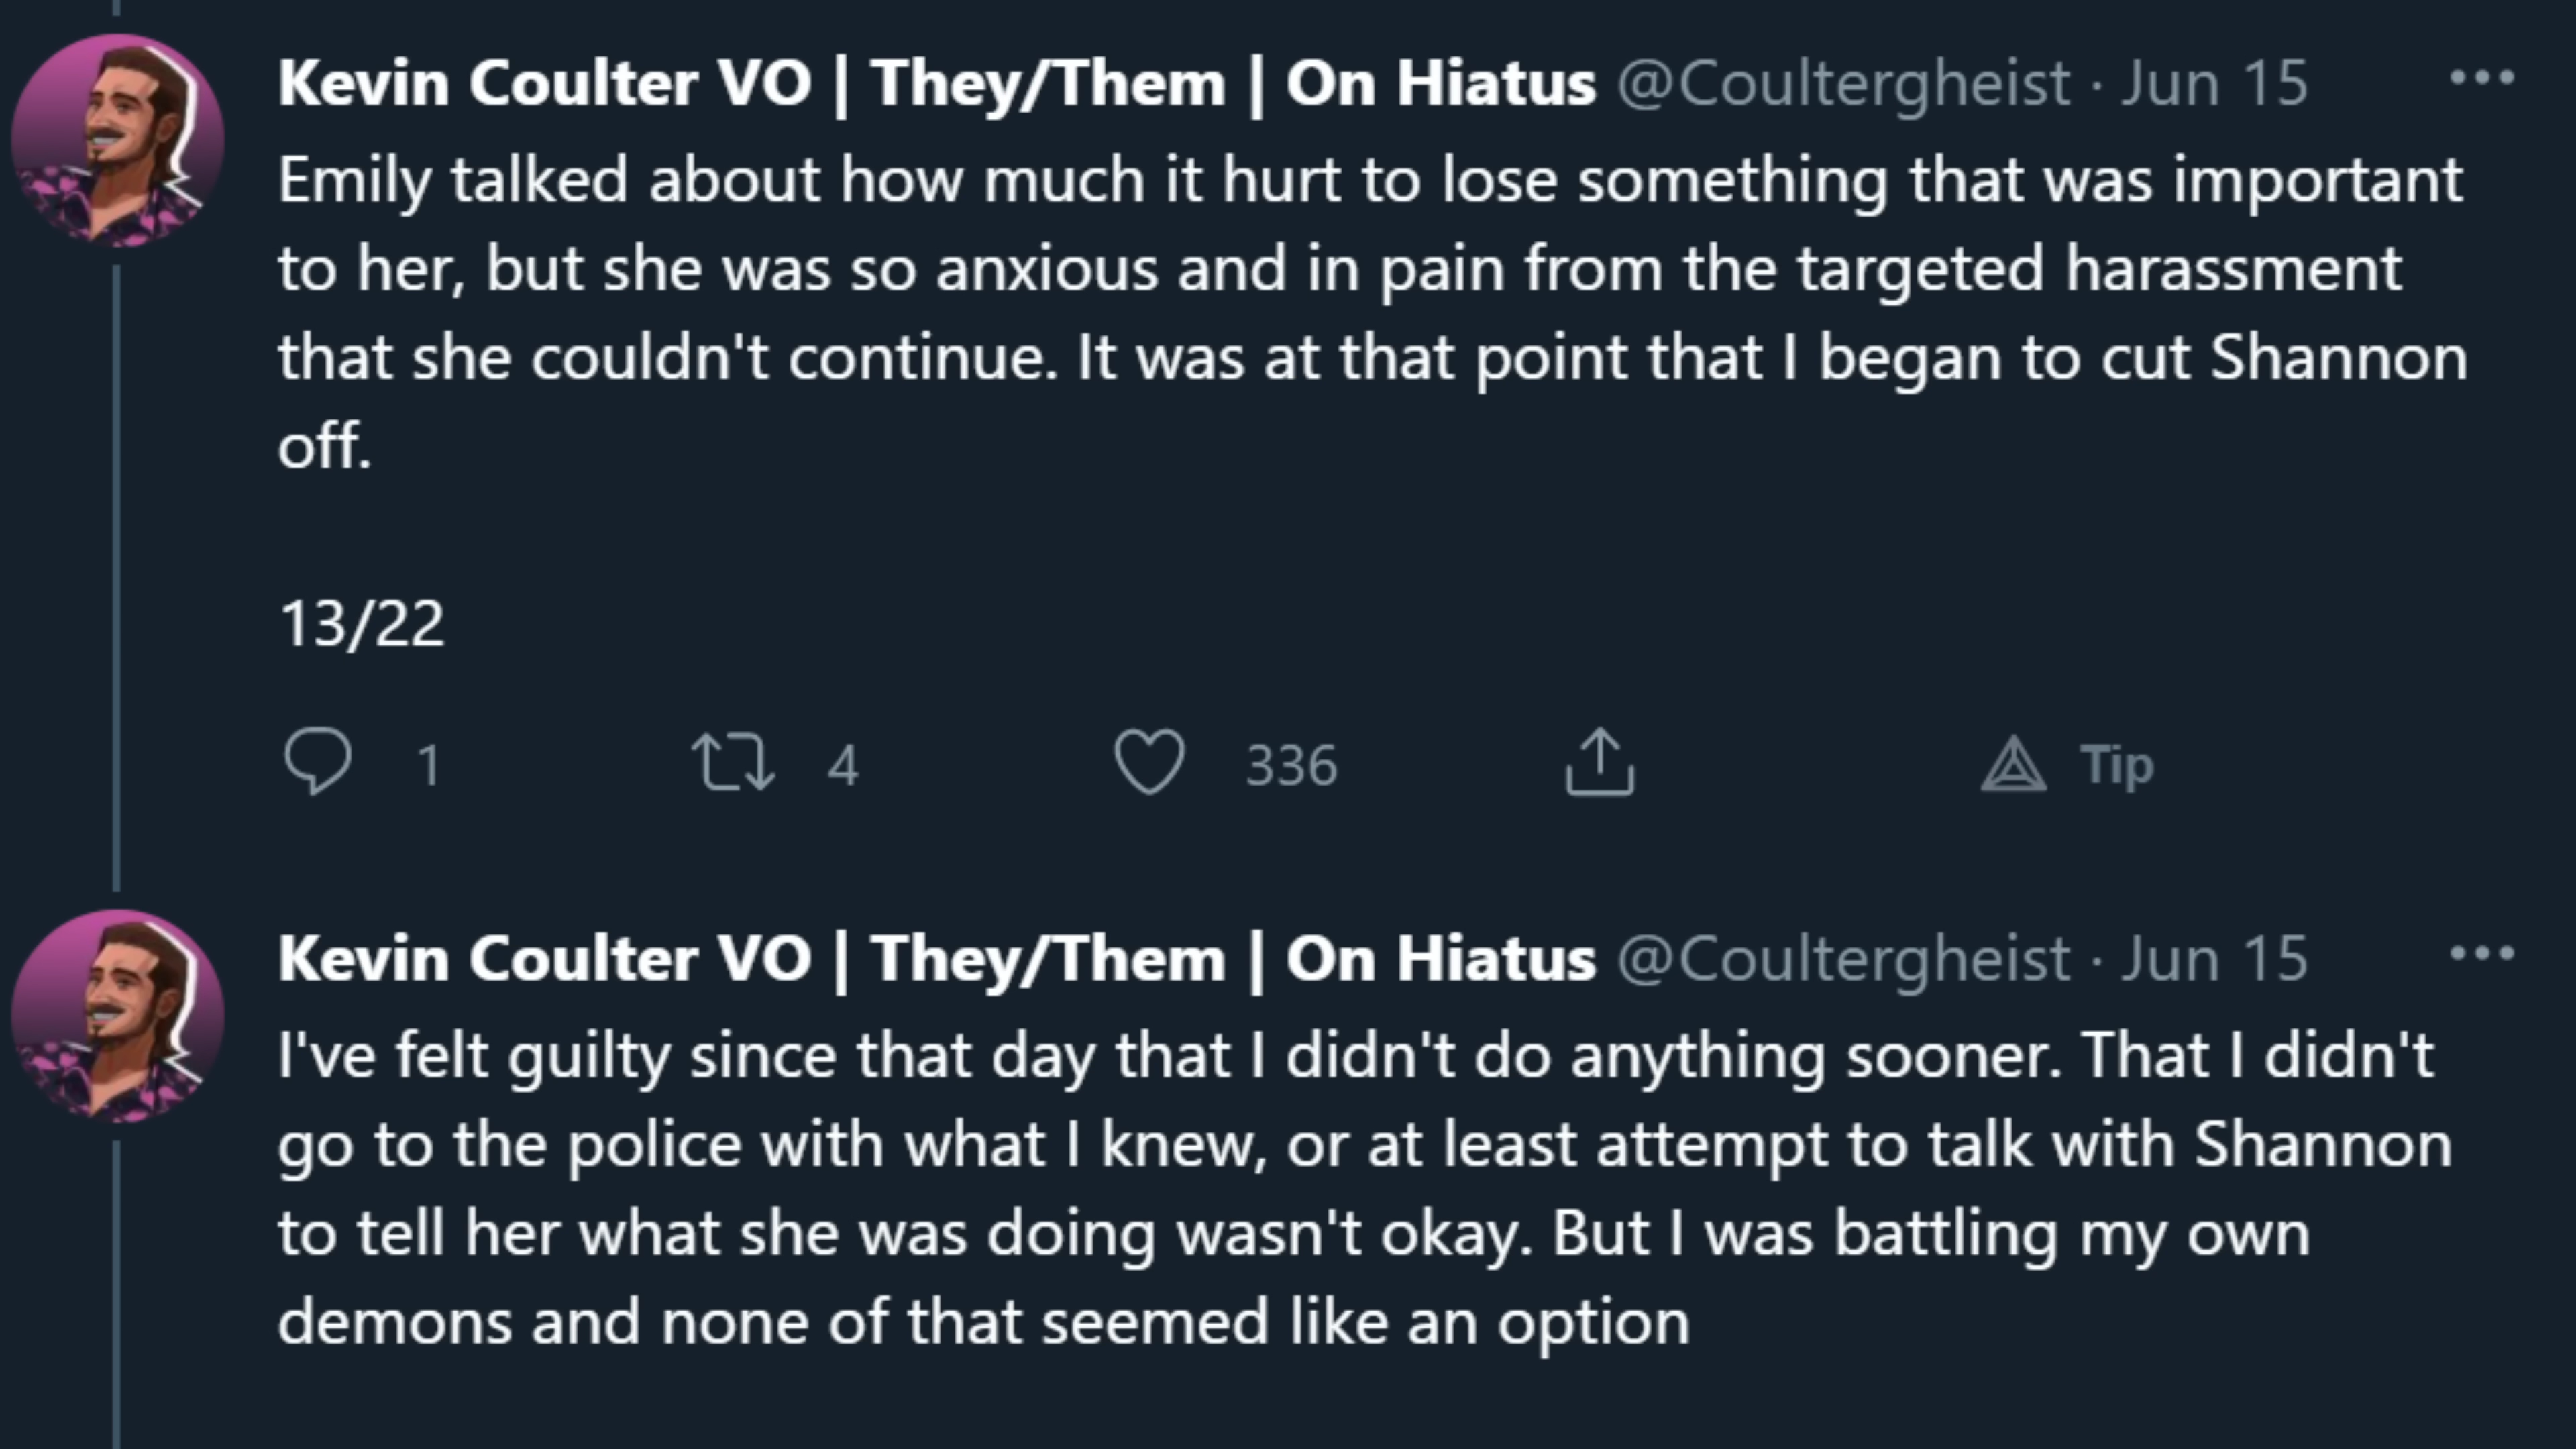 Kevin Coulter VO | They/Them | On Hiatus @Coultergheist · Jun 15
Emily talked about how much it hurt to lose something that was important
to her, but she was so anxious and in pain from the targeted harassment
that she couldn't continue. It was at that point that I began to cut Shannon
off.
13/22
1 4 336 Tip
Kevin Coulter VO | They/Them | On Hiatus @Coultergheist · Jun 15
I've felt guilty since that day that I didn't do anything sooner. That I didn't
go to the police with what I knew, or at least attempt to talk with Shannon
to tell her what she was doing wasn't okay. But I was battling my own
demons and none of that seemed like an option